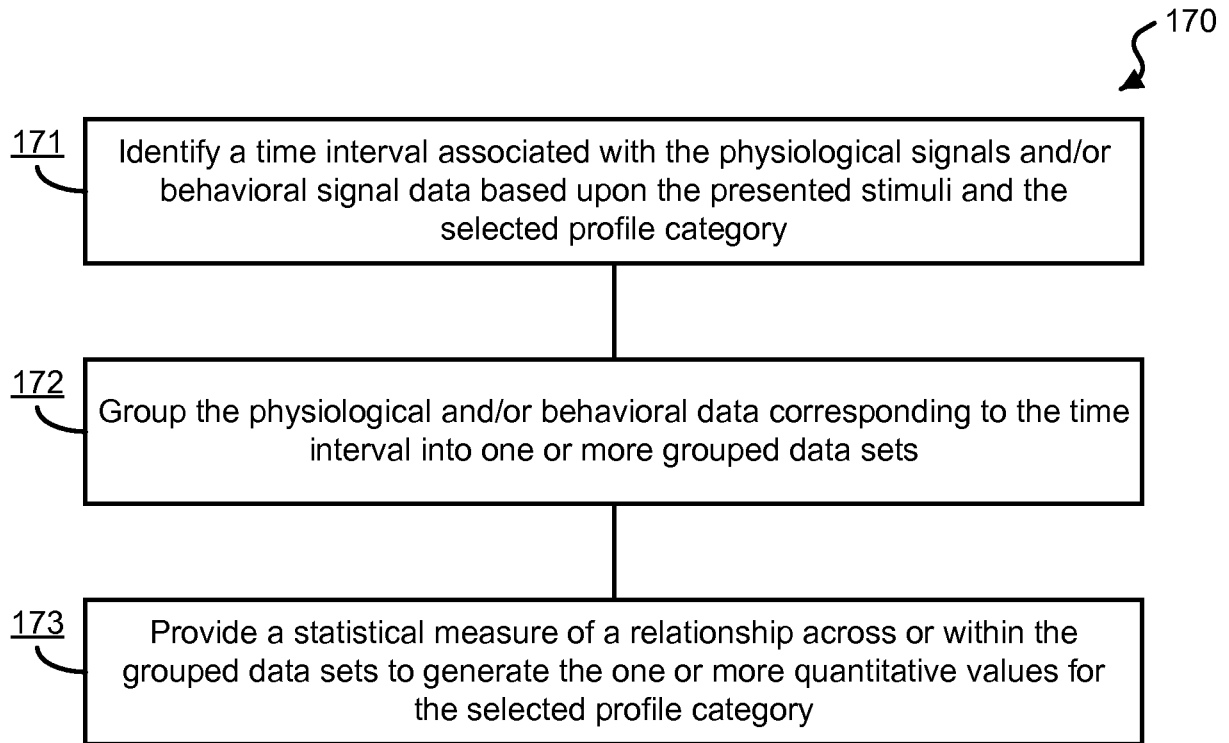 170
171
Identify a time interval associated with the physiological signals and/or
behavioral signal data based upon the presented stimuli and the
selected profile category
172
Group the physiological and/or behavioral data corresponding to the time
interval into one or more grouped data sets
173
Provide a statistical measure of a relationship across or within the
grouped data sets to generate the one or more quantitative values for
the selected profile category